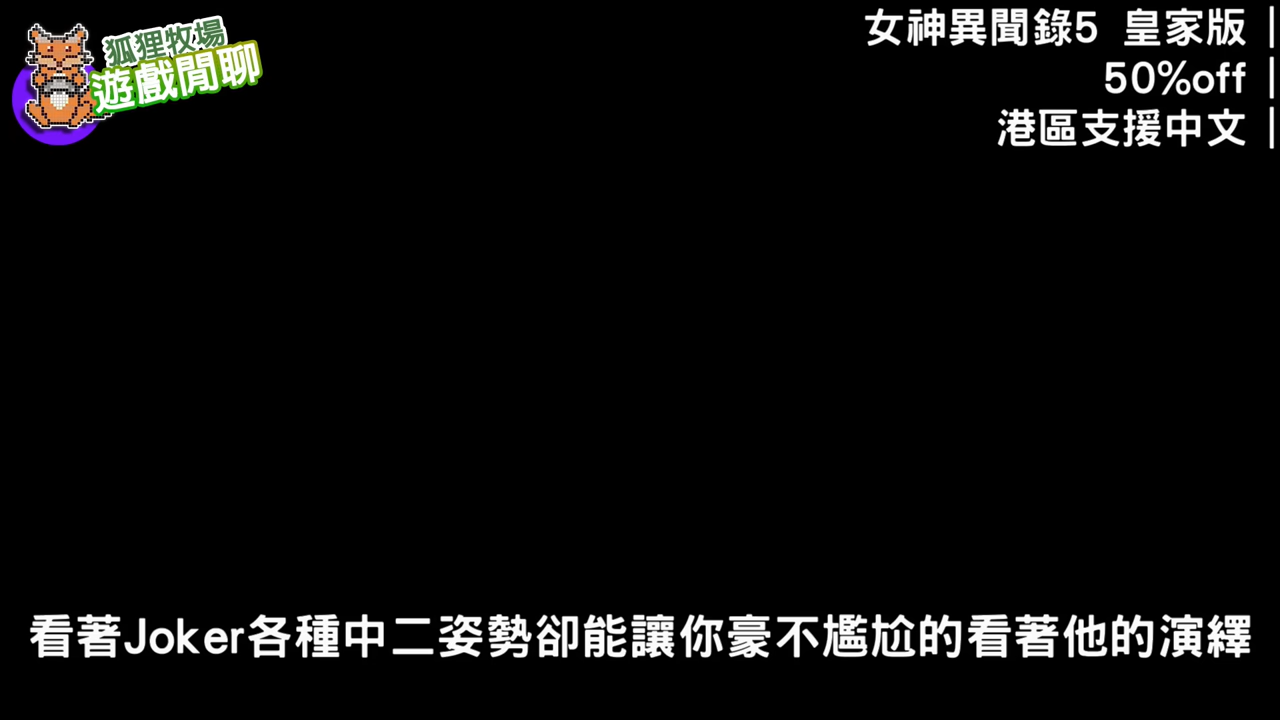 狐狸牧場
遊戲閒聊
女神異聞錄5 皇家版 |
50%off |
港區支援中文 |
看著Joker各種中二姿勢卻能讓你豪不尷尬的看著他的演繹